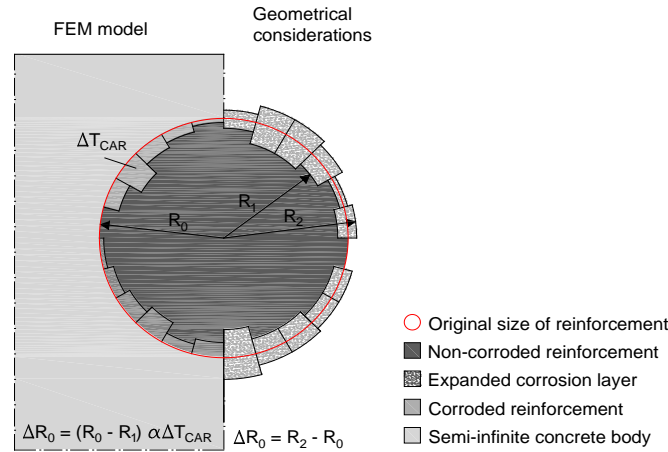 FEM model
Geometrical
considerations
ΔT_CAR
R_1
R_0
R_2
Original size of reinforcement
Non-corroded reinforcement
Expanded corrosion layer
Corroded reinforcement
Semi-infinite concrete body
ΔR_0 = (R_0 - R_1) αΔT_CAR
ΔR_0 = R_2 - R_0